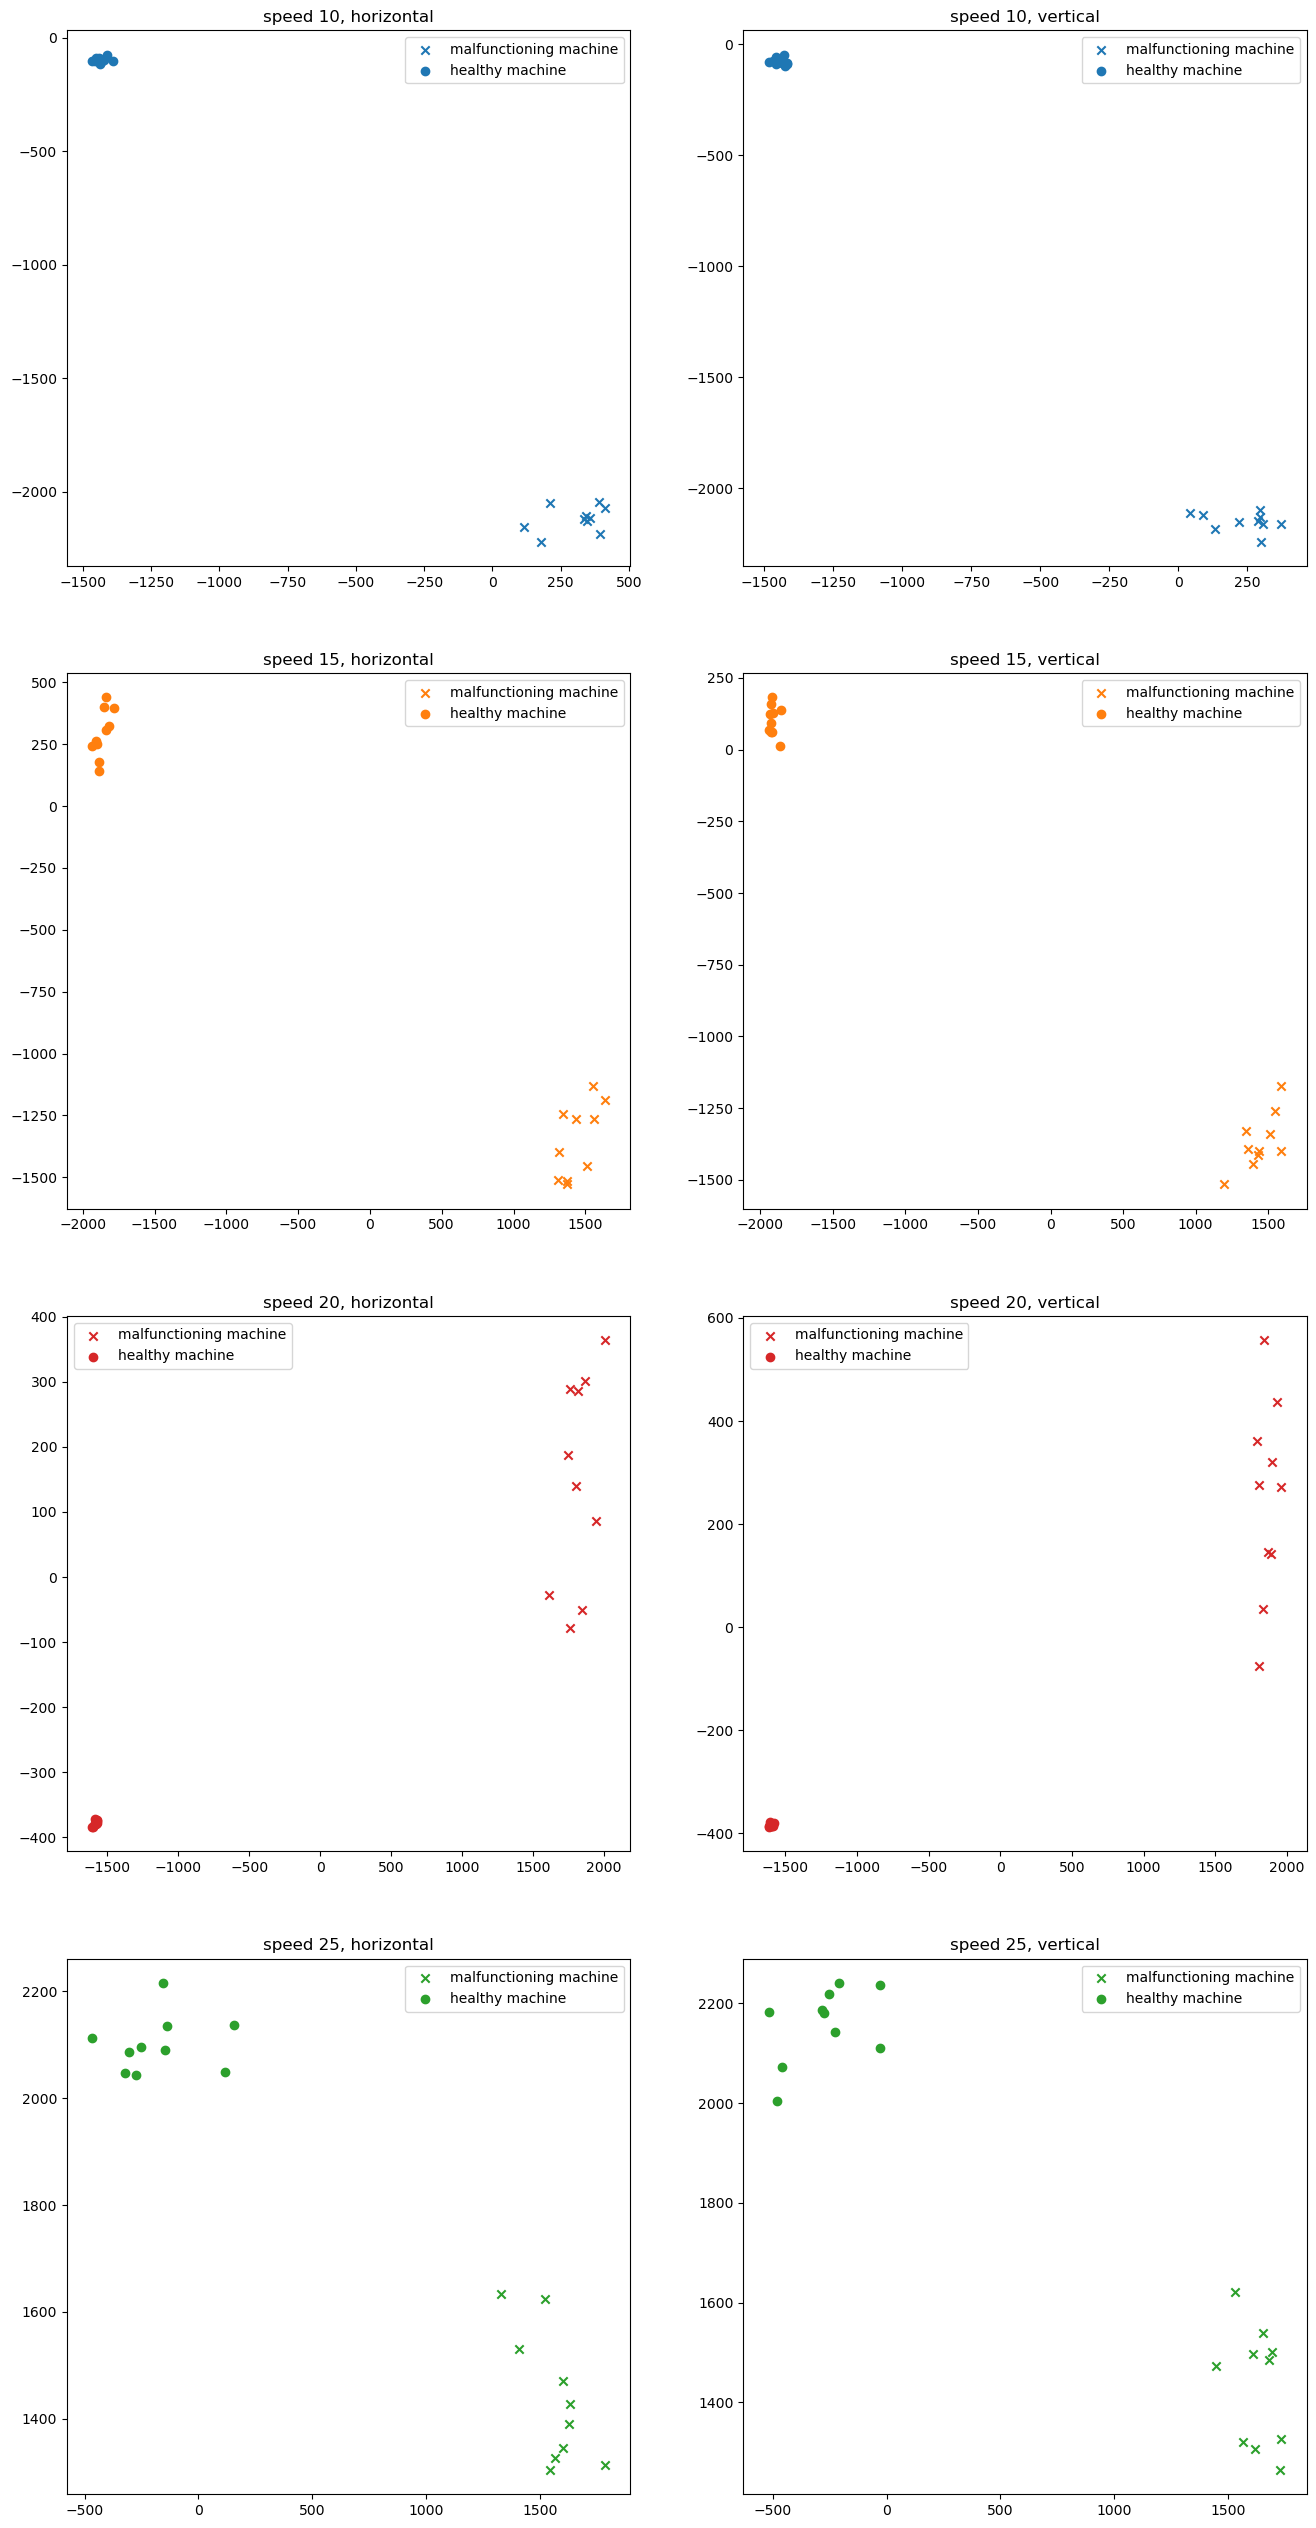 speed 10, horizontal
malfunctioning machine
healthy machine
0
−500
−1000
−1500
−2000
−1500 −1250 −1000 −750 −500 −250 0 250 500
speed 10, vertical
malfunctioning machine
healthy machine
0
−500
−1000
−1500
−2000
−1500 −1250 −1000 −750 −500 −250 0 250
speed 15, horizontal
malfunctioning machine
healthy machine
500
250
0
−250
−500
−750
−1000
−1250
−1500
−2000 −1500 −1000 −500 0 500 1000 1500
speed 15, vertical
malfunctioning machine
healthy machine
250
0
−250
−500
−750
−1000
−1250
−1500
−2000 −1500 −1000 −500 0 500 1000 1500
speed 20, horizontal
malfunctioning machine
healthy machine
400
300
200
100
0
−100
−200
−300
−400
−1500 −1000 −500 0 500 1000 1500 2000
speed 20, vertical
malfunctioning machine
healthy machine
600
400
200
0
−200
−400
−1500 −1000 −500 0 500 1000 1500 2000
speed 25, horizontal
malfunctioning machine
healthy machine
2200
2000
1800
1600
1400
−500 0 500 1000 1500
speed 25, vertical
malfunctioning machine
healthy machine
2200
2000
1800
1600
1400
−500 0 500 1000 1500